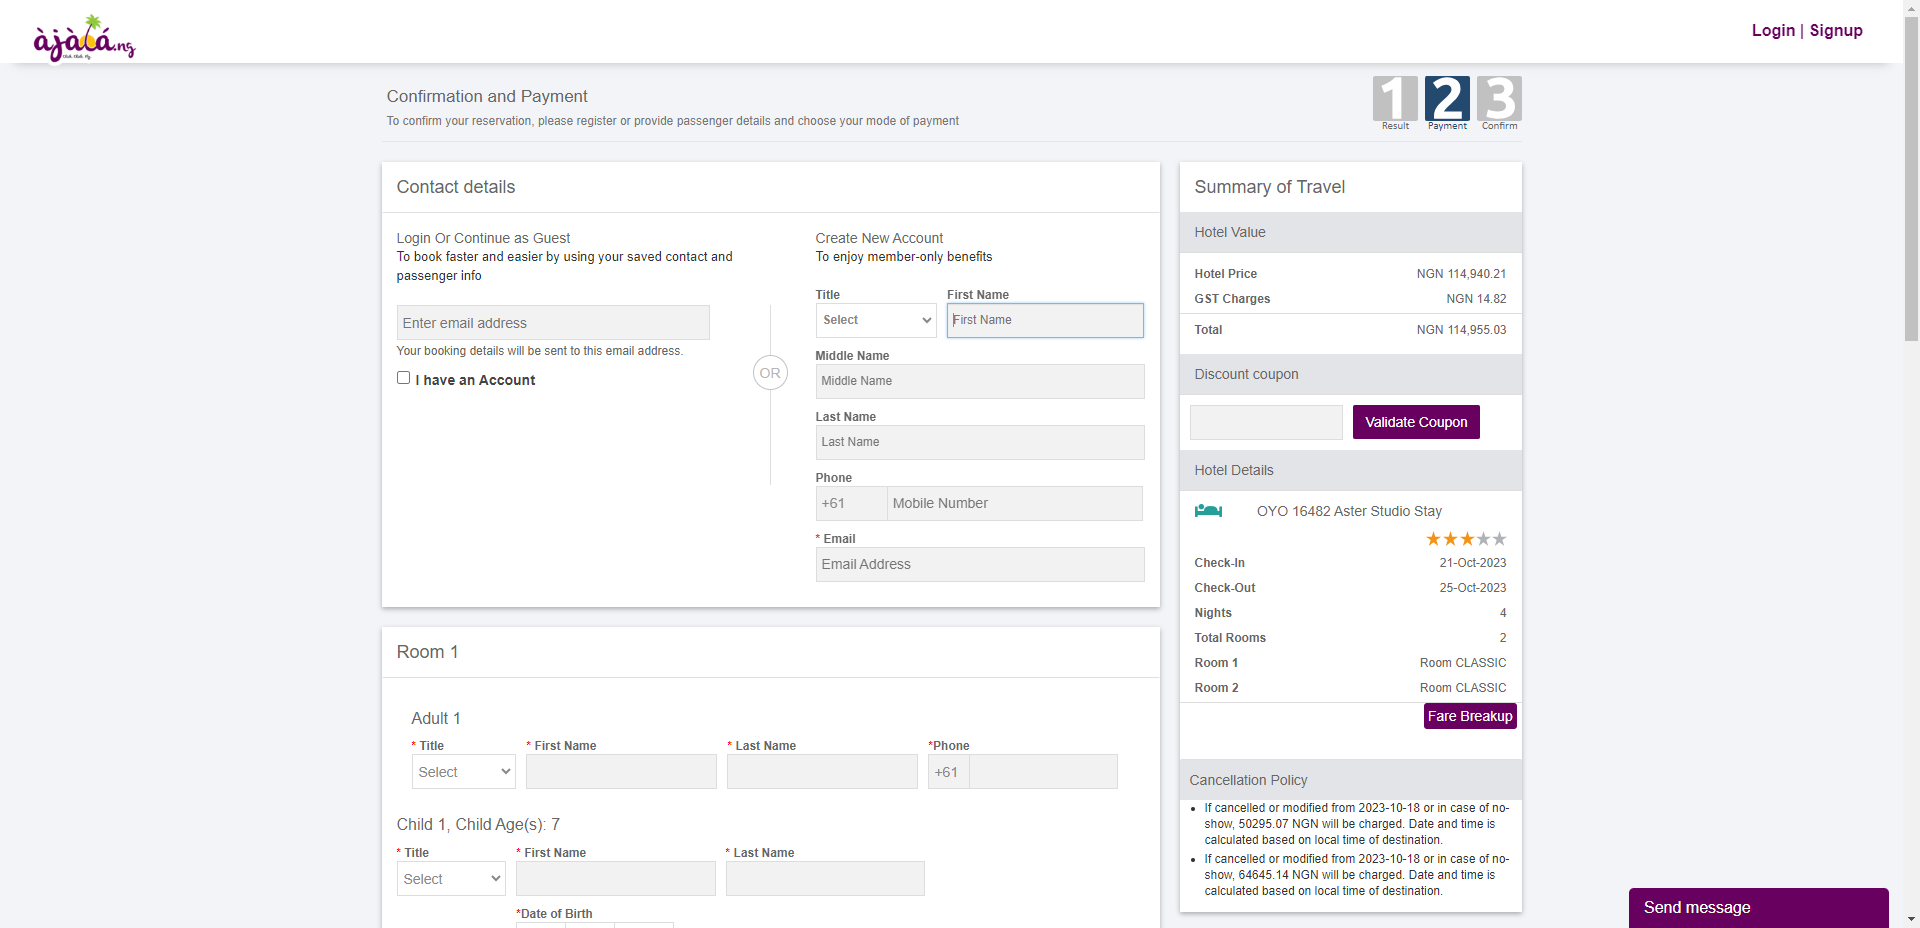 àjàlá.ng
Login | Signup
Confirmation and Payment
To confirm your reservation, please register or provide passenger details and choose your mode of payment
1 2 3
Result Payment Confirm
Contact details
Login Or Continue as Guest
To book faster and easier by using your saved contact and
passenger info
Enter email address
Your booking details will be sent to this email address.
I have an Account
OR
Create New Account
To enjoy member-only benefits
Title First Name
Select First Name
Middle Name
Middle Name
Last Name
Last Name
Phone
+61 Mobile Number
* Email
Email Address
Room 1
Adult 1
* Title * First Name * Last Name *Phone
Select +61
Child 1, Child Age(s): 7
* Title * First Name * Last Name
Select
*Date of Birth
Summary of Travel
Hotel Value
Hotel Price NGN 114,940.21
GST Charges NGN 14.82
Total NGN 114,955.03
Discount coupon
Validate Coupon
Hotel Details
OYO 16482 Aster Studio Stay
Check-In 21-Oct-2023
Check-Out 25-Oct-2023
Nights 4
Total Rooms 2
Room 1 Room CLASSIC
Room 2 Room CLASSIC
Fare Breakup
Cancellation Policy
• If cancelled or modified from 2023-10-18 or in case of no-
show, 50295.07 NGN will be charged. Date and time is
calculated based on local time of destination.
• If cancelled or modified from 2023-10-18 or in case of no-
show, 64645.14 NGN will be charged. Date and time is
calculated based on local time of destination.
Send message